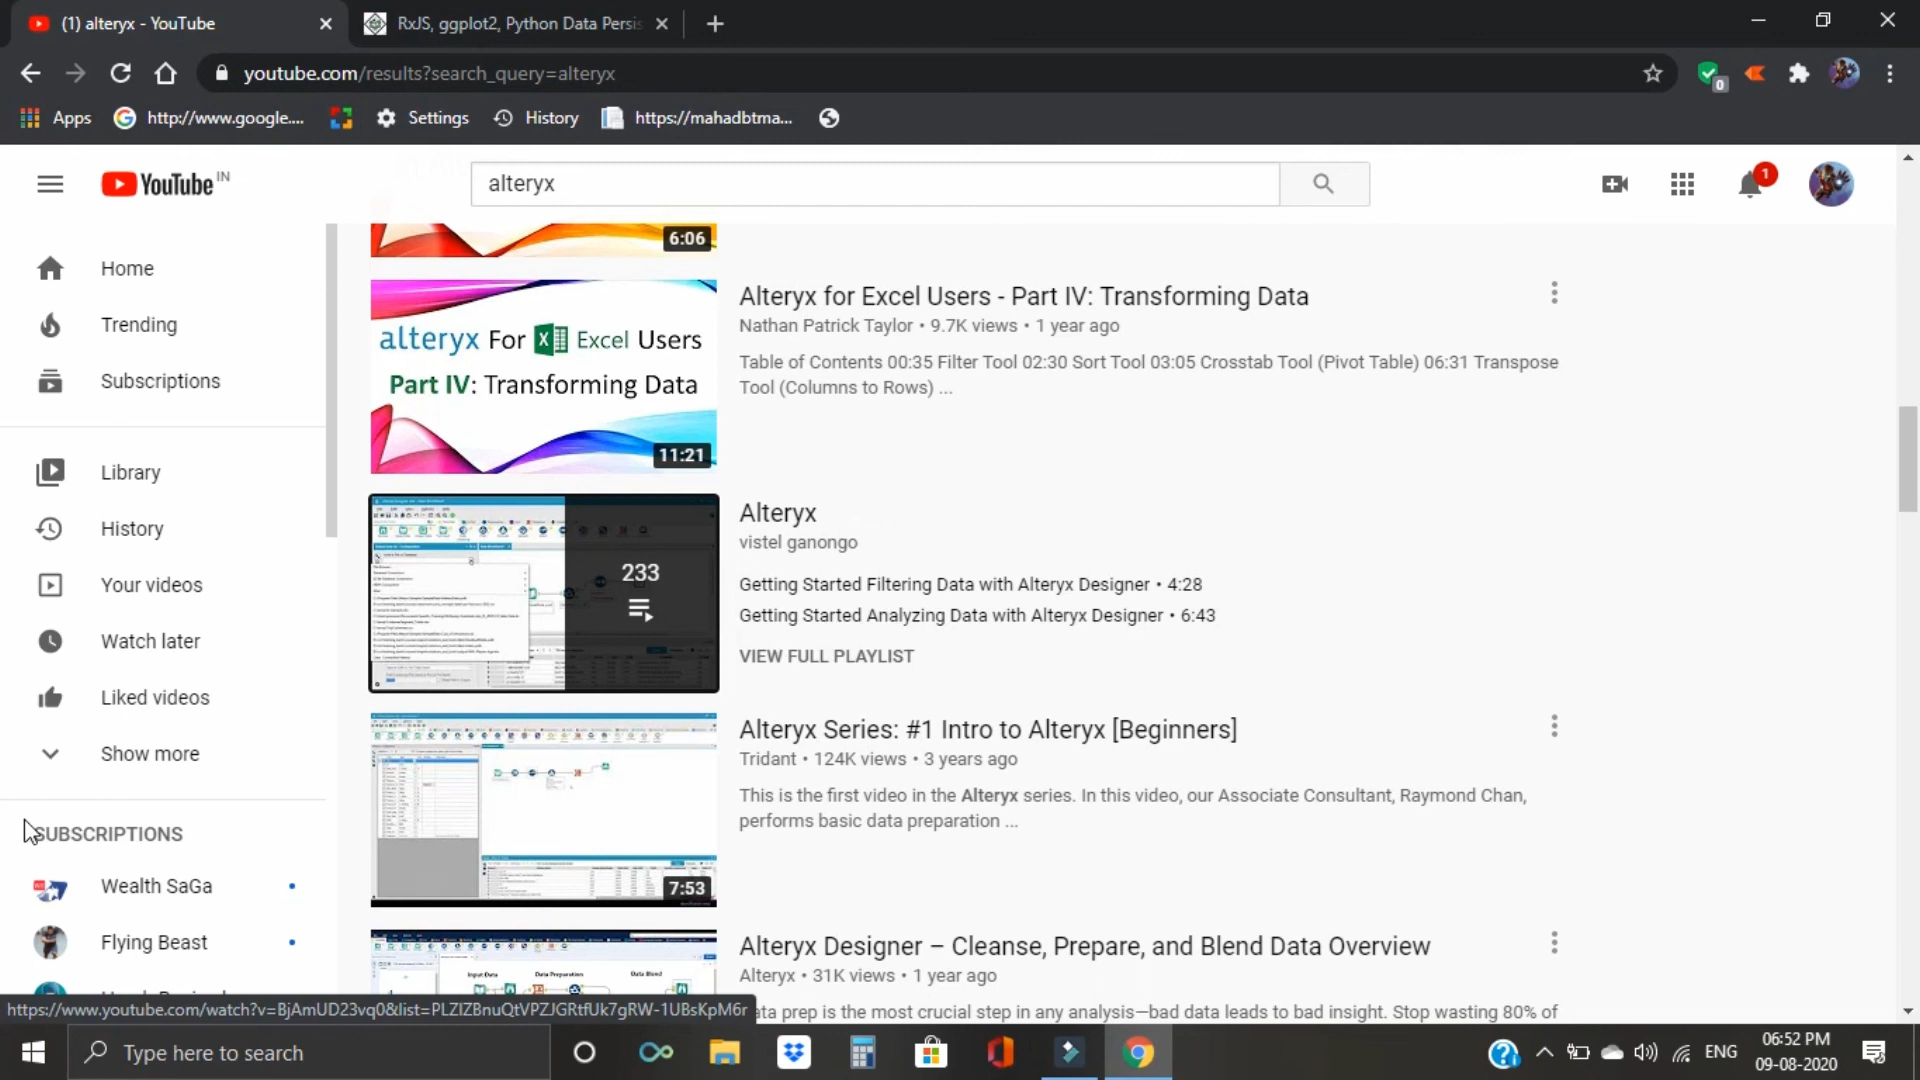 (1) alteryx - YouTube
RxJS, ggplot2, Python Data Persis
youtube.com/results?search_query=alteryx
0
Apps
http://www.google....
Settings
History
https://mahadbtma...
YouTube IN
alteryx
1
Home
Trending
Subscriptions
Library
History
Your videos
Watch later
Liked videos
Show more
SUBSCRIPTIONS
Wealth SaGa
Flying Beast
6:06
alteryx For Excel Users
Part IV: Transforming Data
11:21
Alteryx for Excel Users - Part IV: Transforming Data
Nathan Patrick Taylor • 9.7K views • 1 year ago
Table of Contents 00:35 Filter Tool 02:30 Sort Tool 03:05 Crosstab Tool (Pivot Table) 06:31 Transpose
Tool (Columns to Rows) ...
233
Alteryx
vistel ganongo
Getting Started Filtering Data with Alteryx Designer • 4:28
Getting Started Analyzing Data with Alteryx Designer • 6:43
VIEW FULL PLAYLIST
7:53
Alteryx Series: #1 Intro to Alteryx [Beginners]
Tridant • 124K views • 3 years ago
This is the first video in the Alteryx series. In this video, our Associate Consultant, Raymond Chan,
performs basic data preparation ...
Input Data
Data Preparation
Data Blend
Alteryx Designer – Cleanse, Prepare, and Blend Data Overview
Alteryx • 31K views • 1 year ago
ata prep is the most crucial step in any analysis—bad data leads to bad insight. Stop wasting 80% of
https://www.youtube.com/watch?v=BjAmUD23vq0&list=PLZIZBnuQtVPZJGRtfUk7gRW-1UBsKpM6r
Type here to search
ENG
06:52 PM
09-08-2020